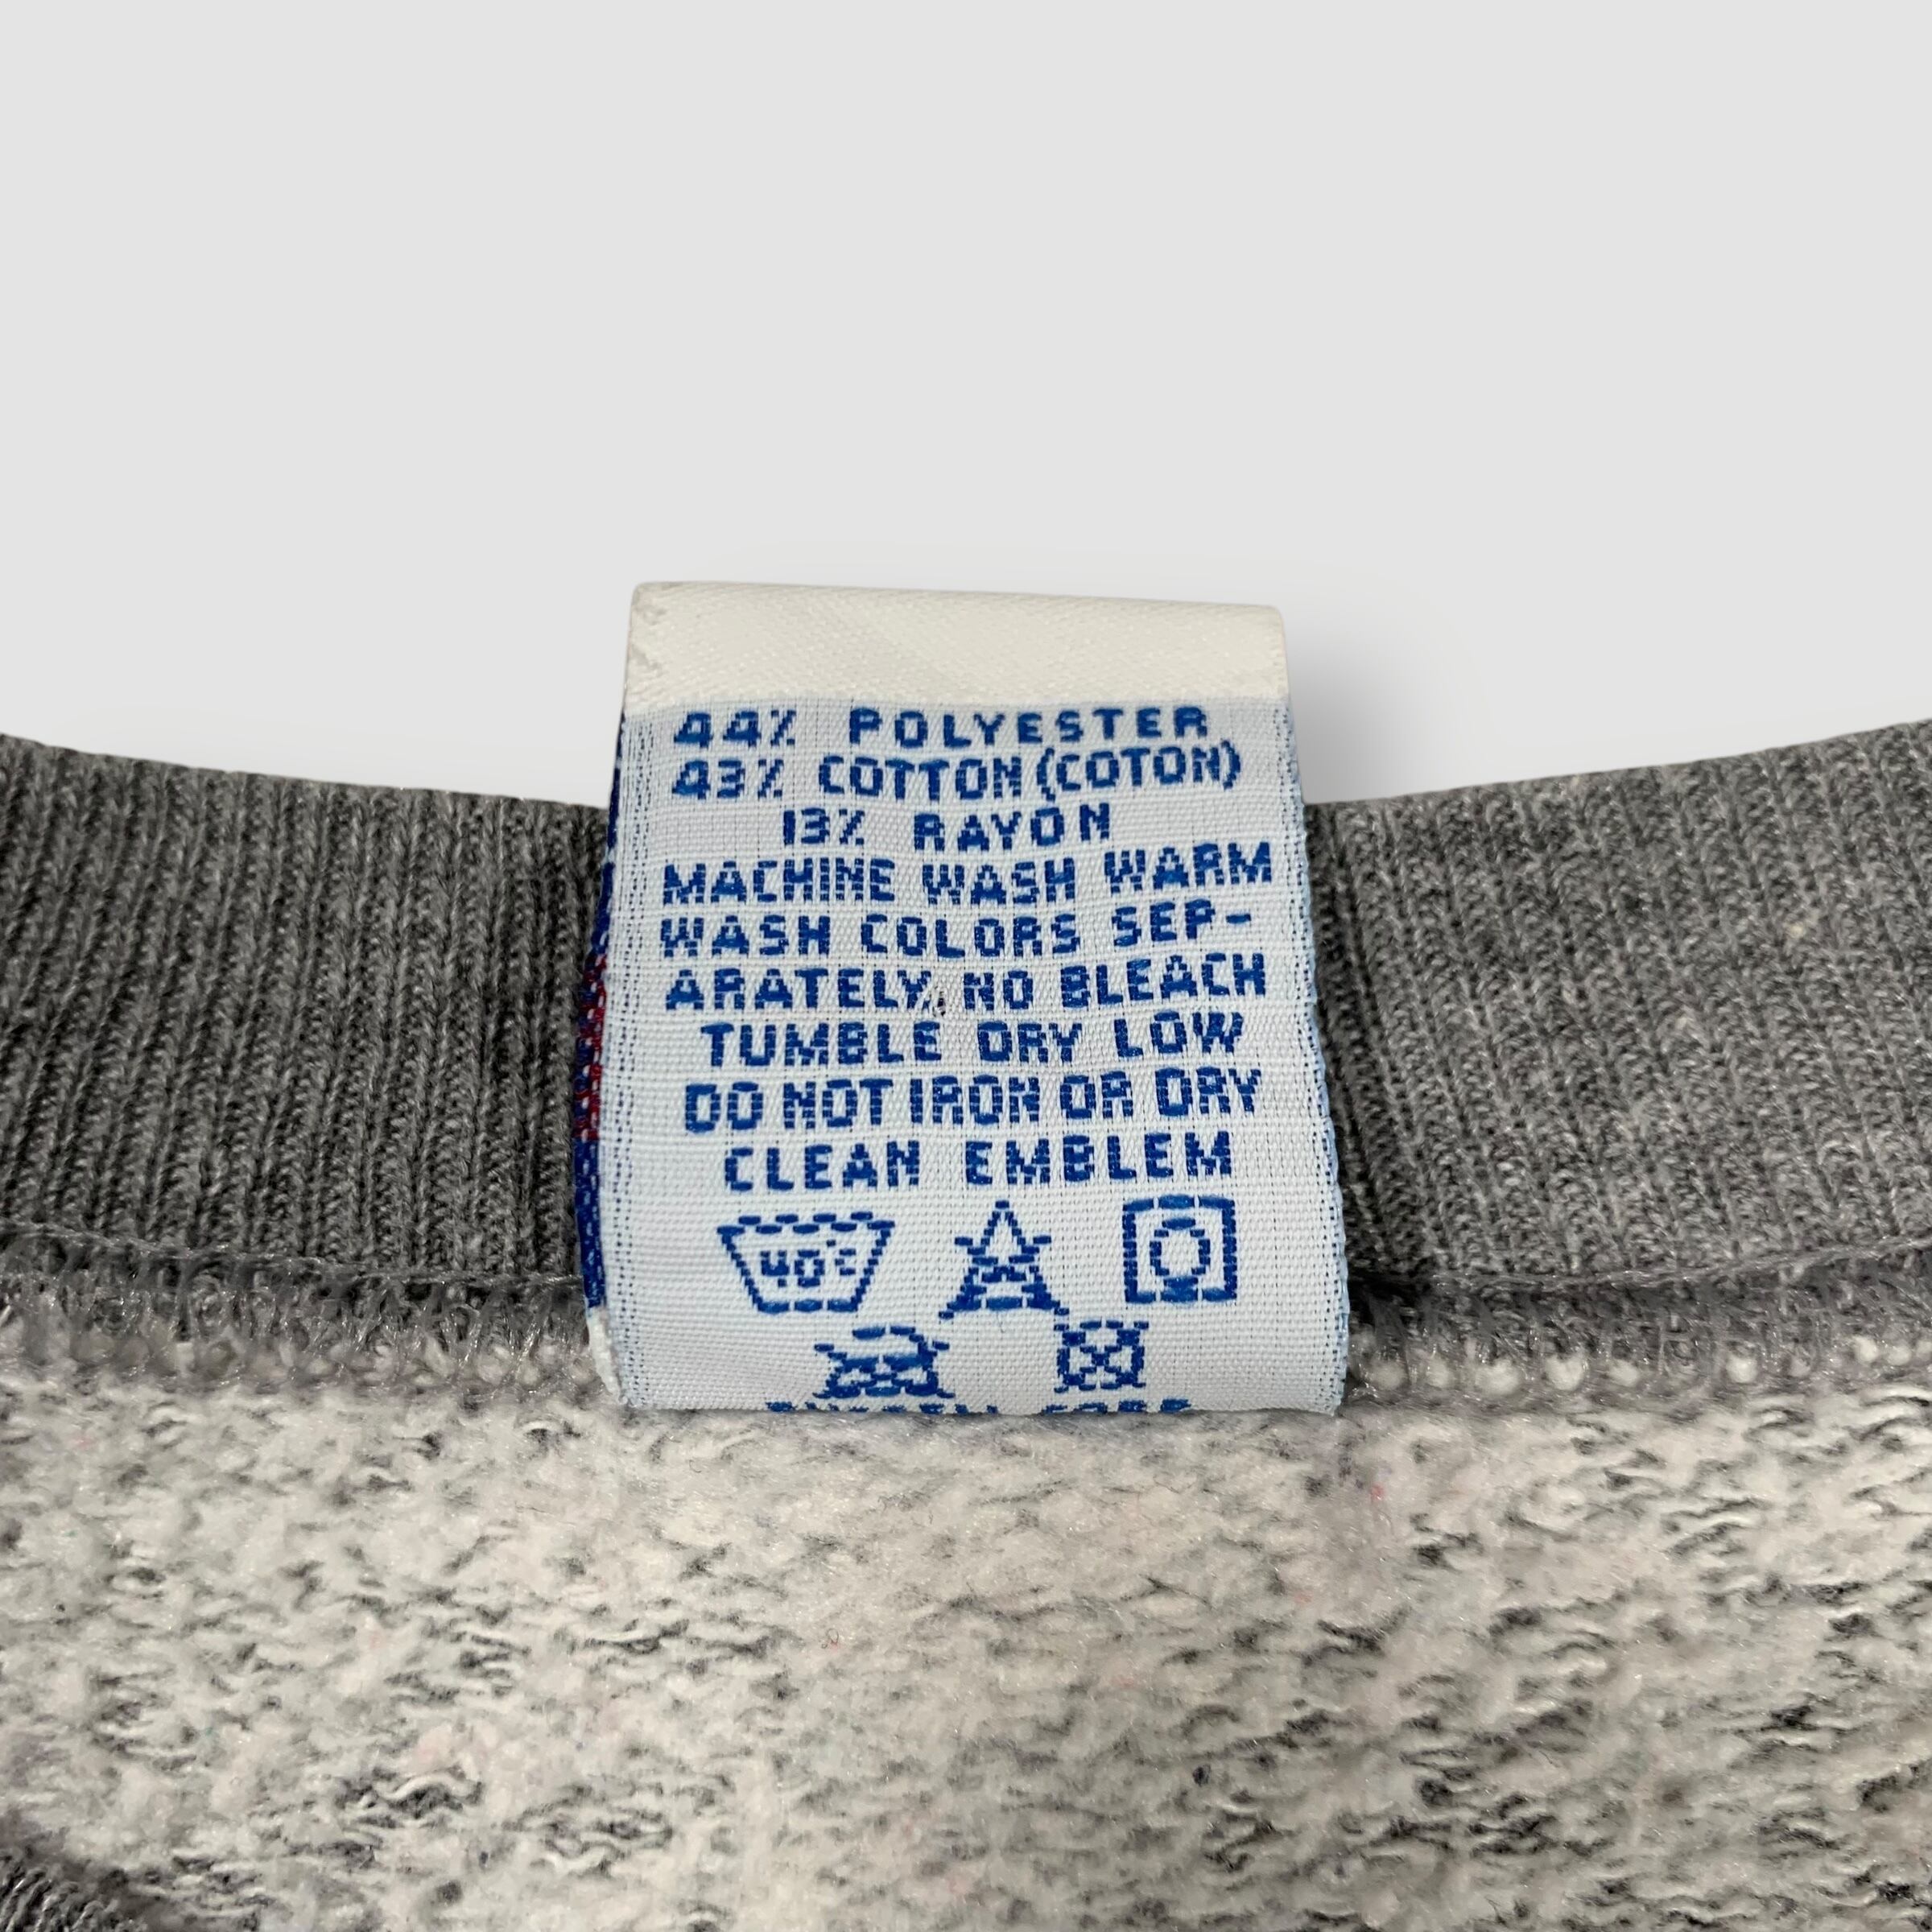 44% POLYESTER
43% COTTON (COTON)
13% RAYON
MACHINE WASH WARM
WASH COLORS SEP-
ARATELY, NO BLEACH
TUMBLE DRY LOW
DO NOT IRON OR DRY
CLEAN EMBLEM
40°C